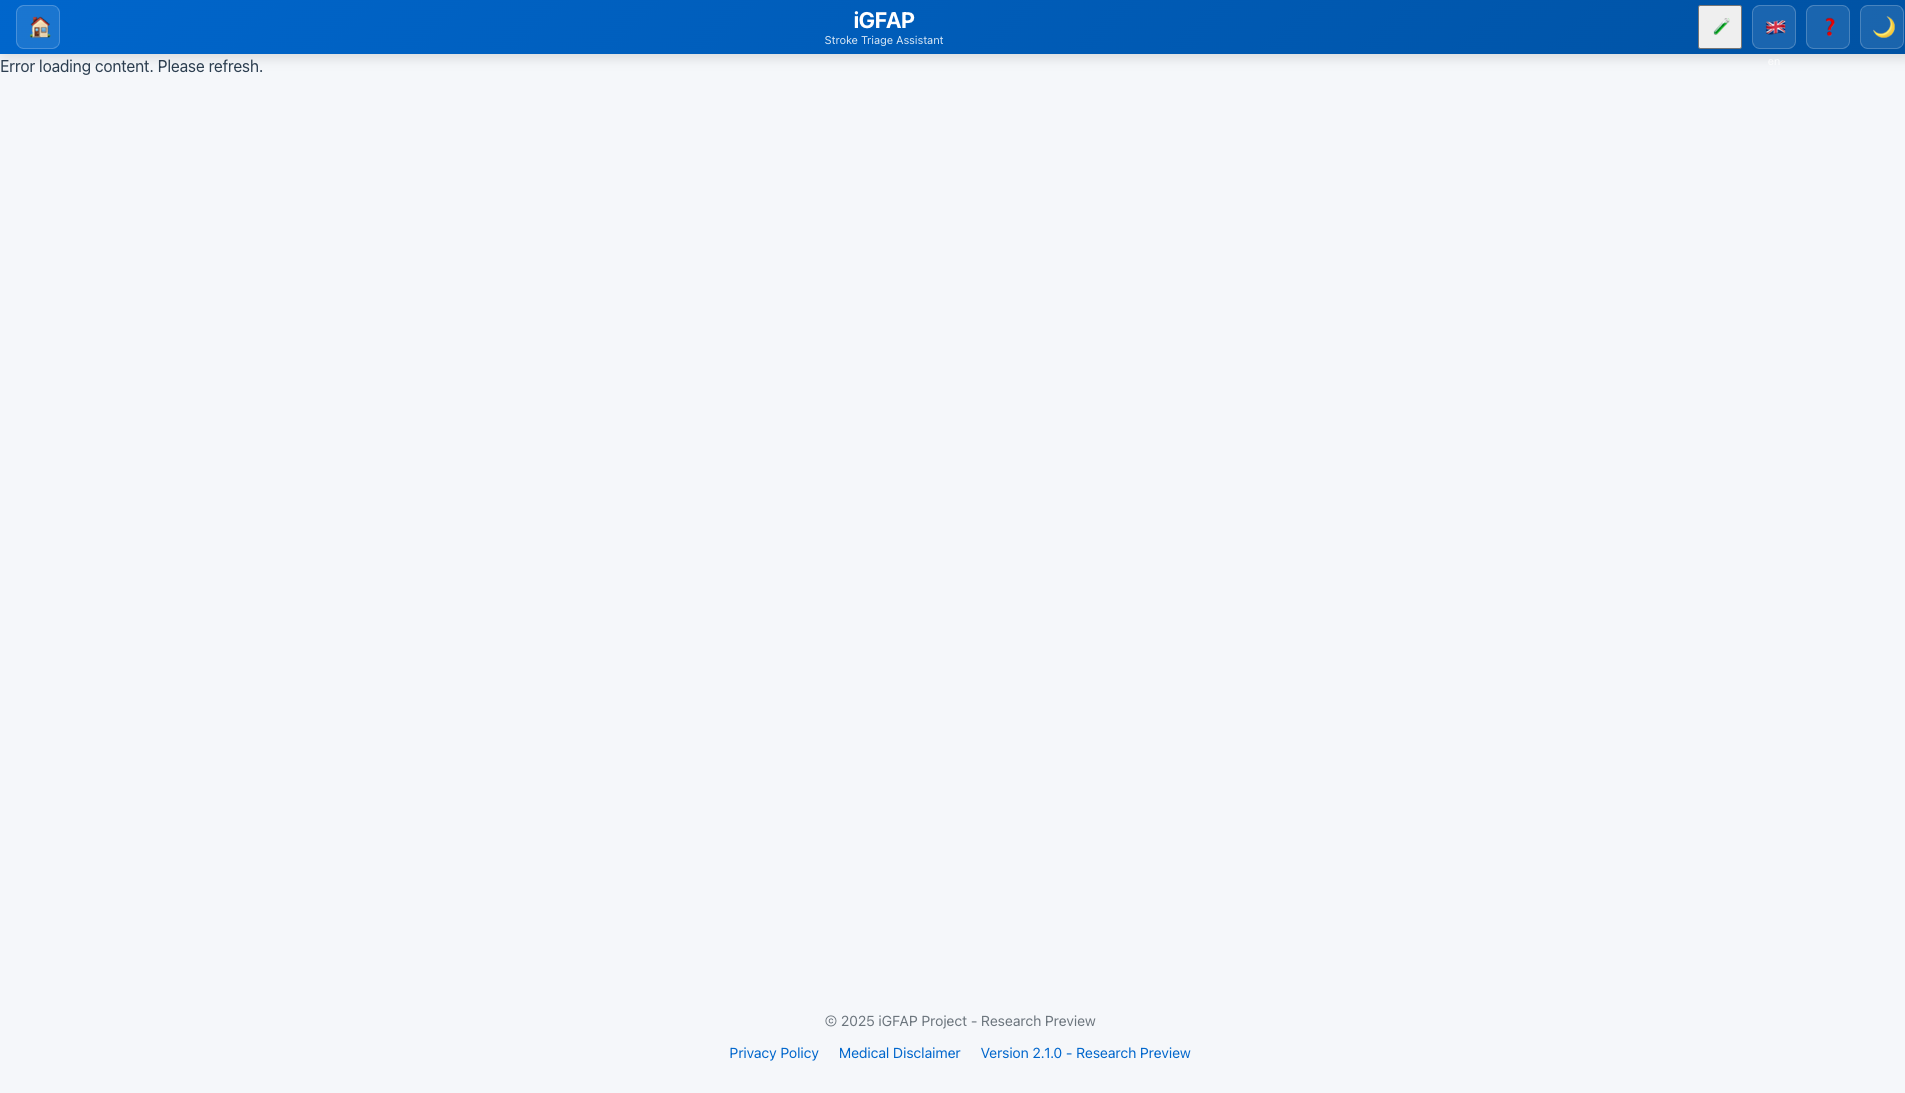 iGFAP
Stroke Triage Assistant
Error loading content. Please refresh.
© 2025 iGFAP Project - Research Preview
Privacy Policy Medical Disclaimer Version 2.1.0 - Research Preview